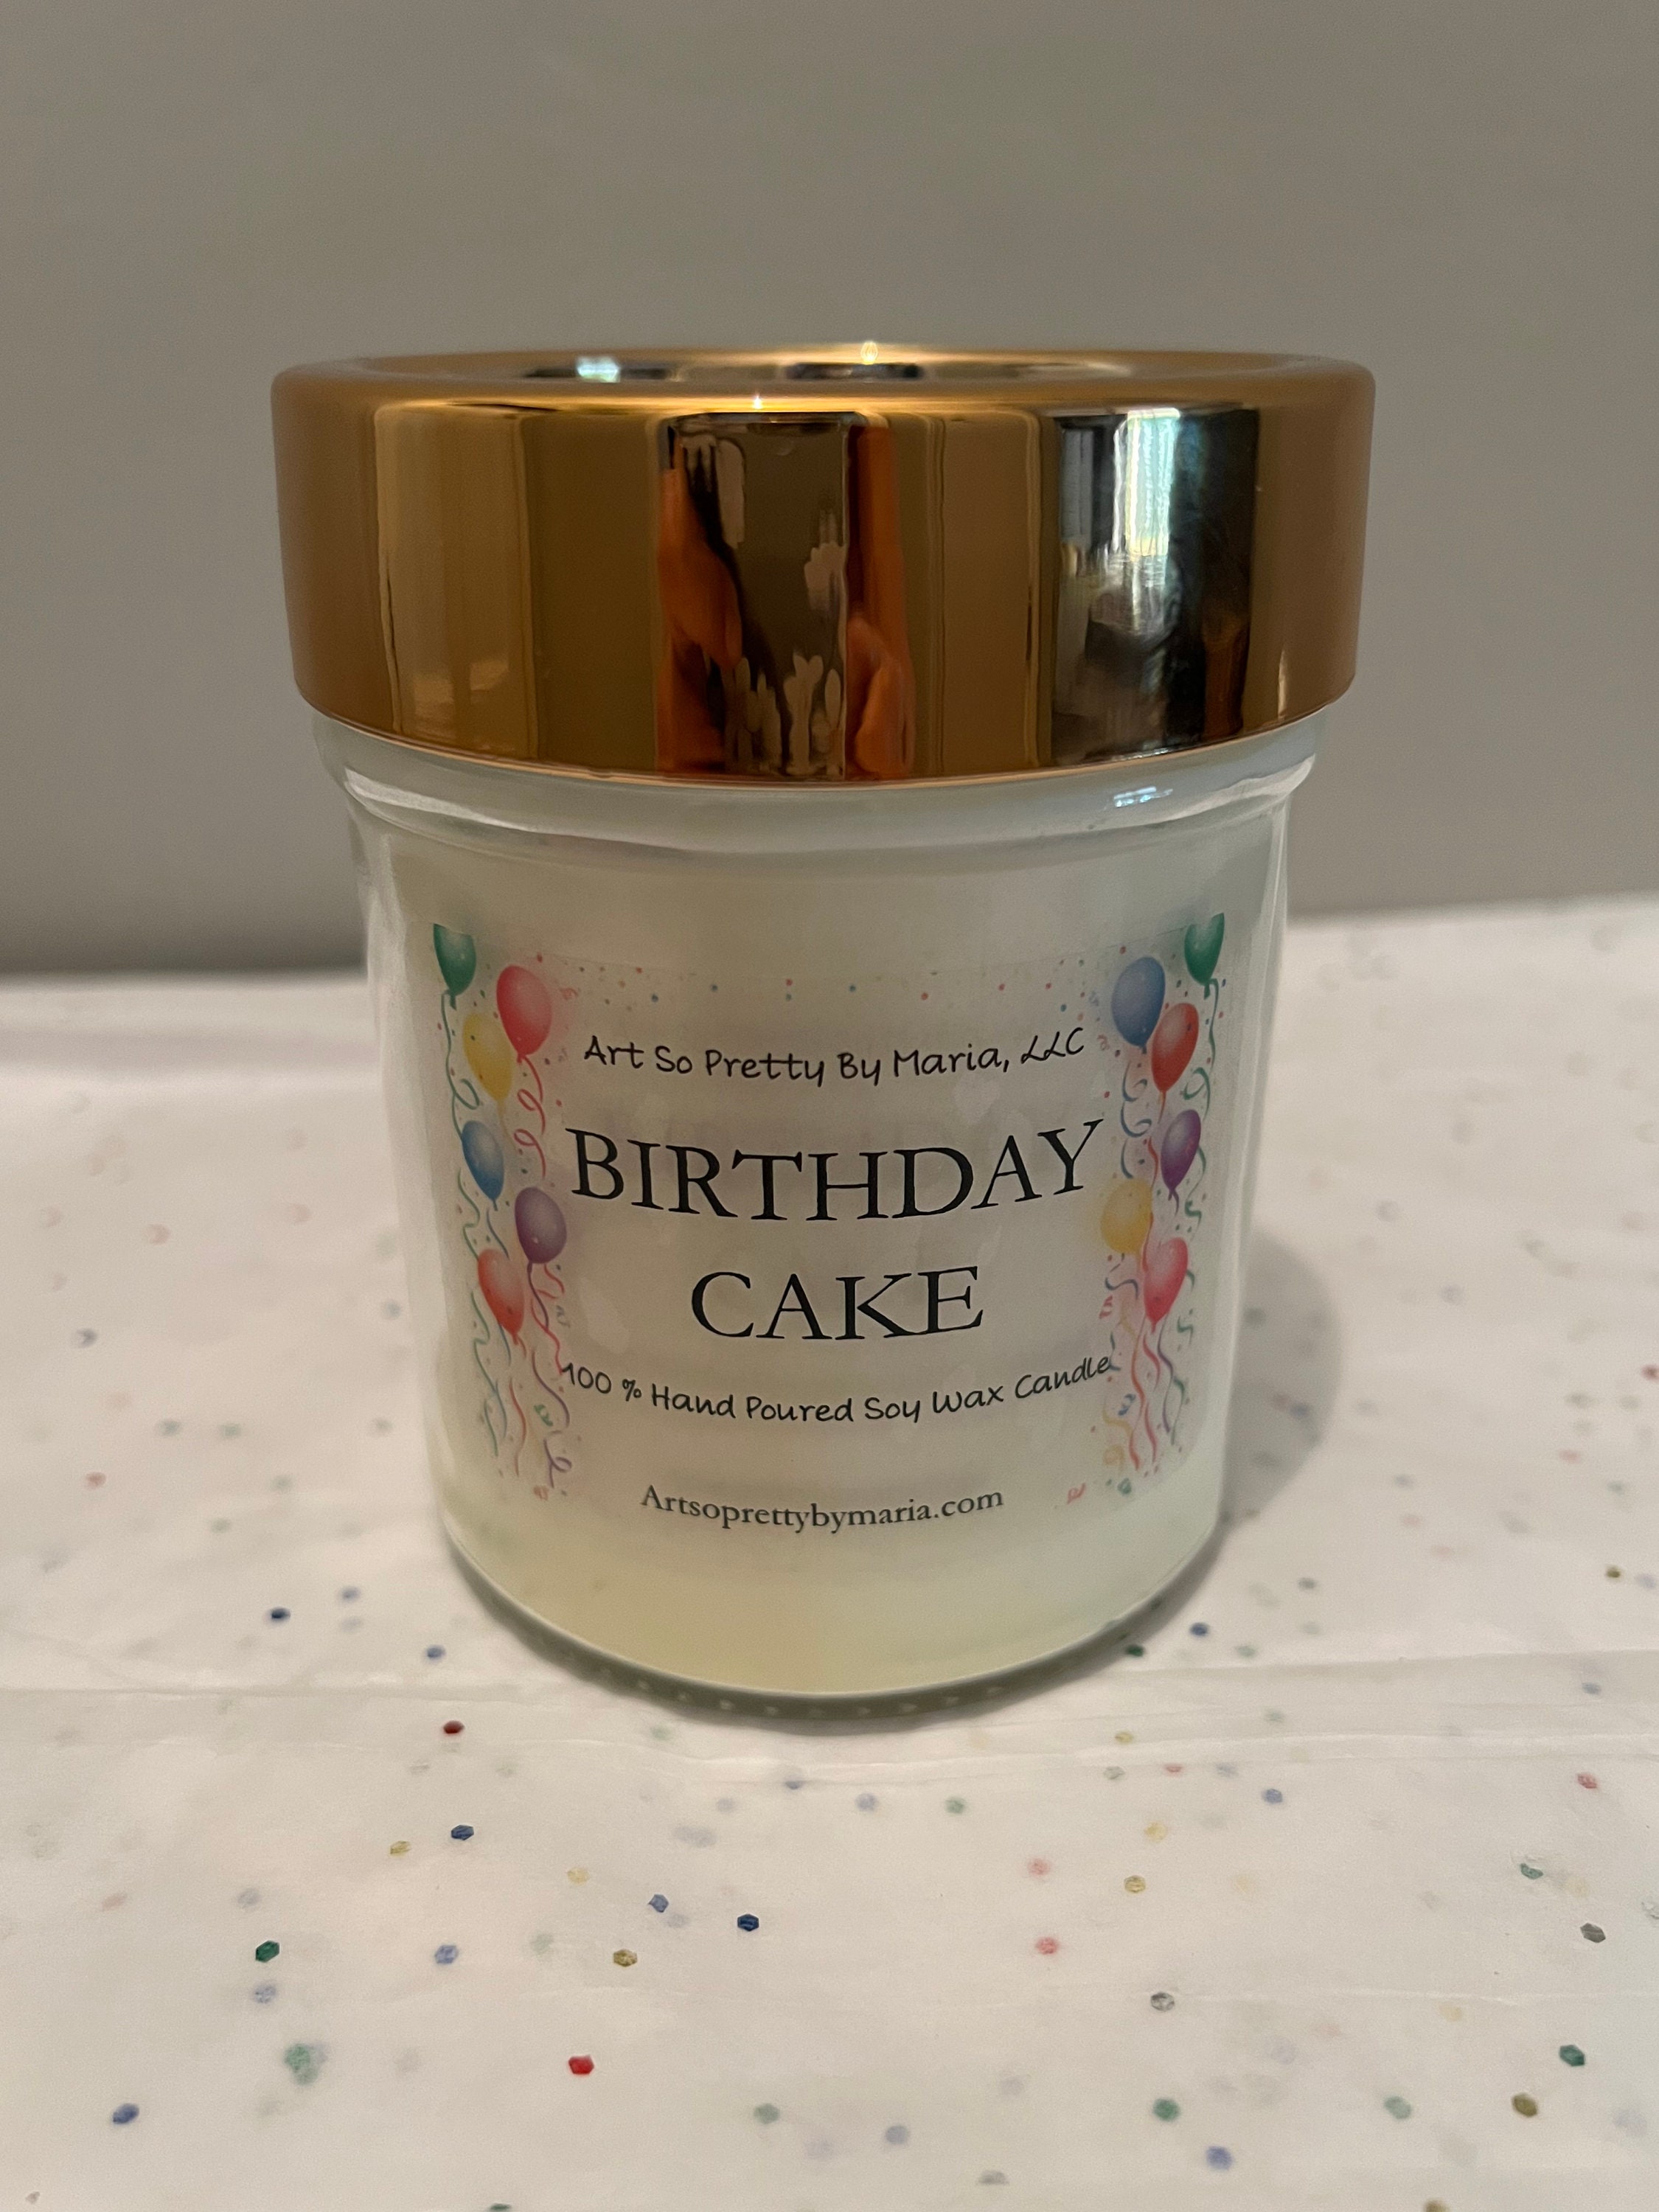 Art So Pretty By Maria, LLC
BIRTHDAY
CAKE
100 % Hand Poured Soy Wax Candle
Artsoprettybymaria.com